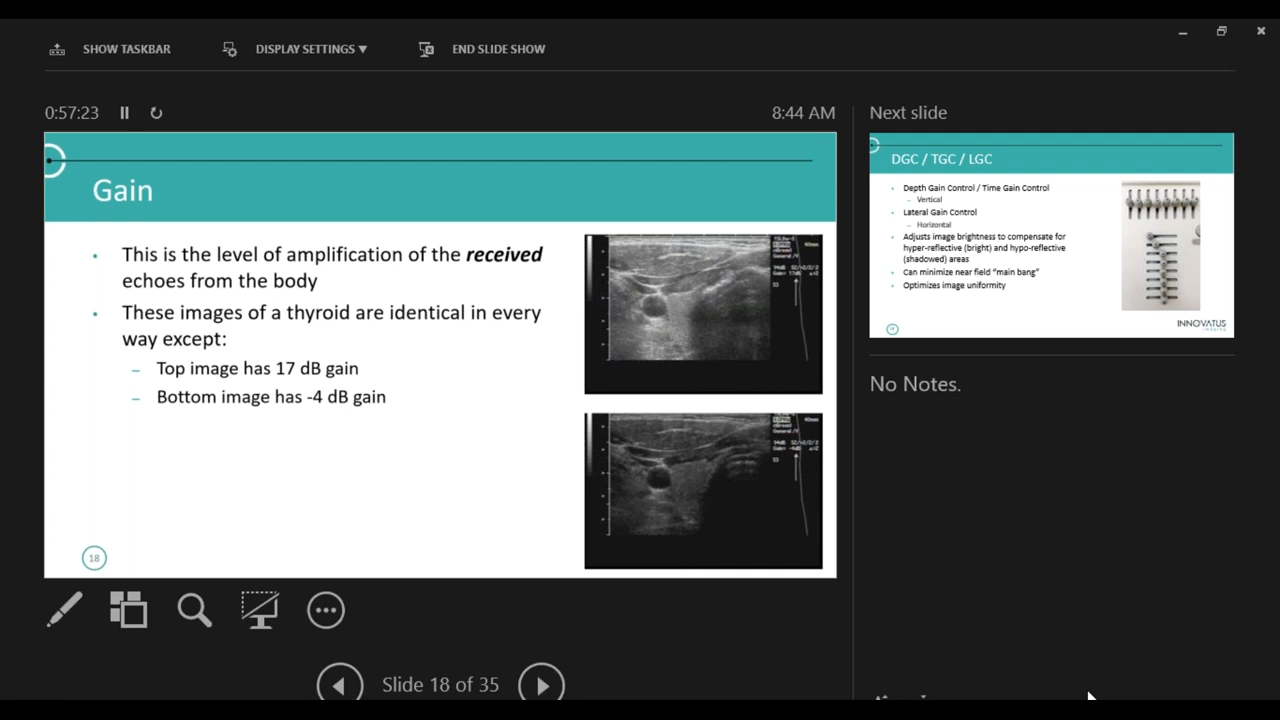 SHOW TASKBAR
DISPLAY SETTINGS ▼
END SLIDE SHOW
0:57:23
8:44 AM
Gain
• This is the level of amplification of the received
echoes from the body
• These images of a thyroid are identical in every
way except:
– Top image has 17 dB gain
– Bottom image has -4 dB gain
18
Next slide
DGC / TGC / LGC
• Depth Gain Control / Time Gain Control
– Vertical
• Lateral Gain Control
– Horizontal
• Adjusts image brightness to compensate for
hyper-reflective (bright) and hypo-reflective
(shadowed) areas
• Can minimize near field “main bang”
• Optimizes image uniformity
INNOVATUS
No Notes.
Slide 18 of 35